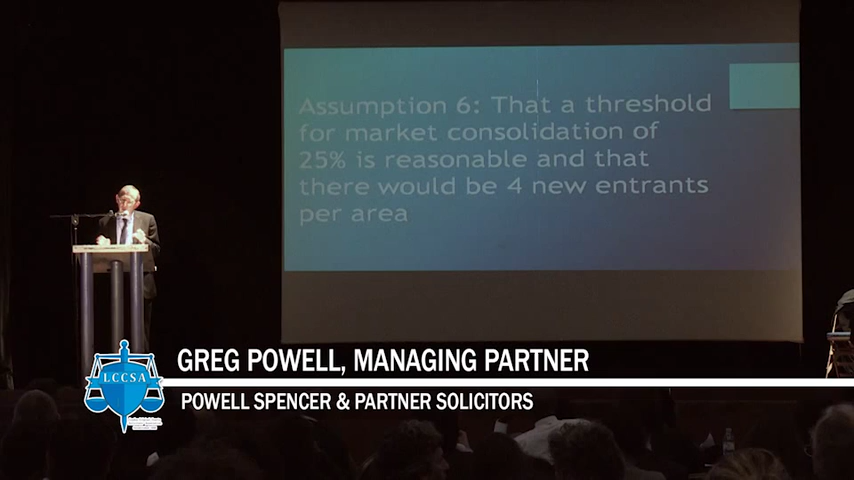 Assumption 6: That a threshold
for market consolidation of
25% is reasonable and that
there would be 4 new entrants
per area
GREG POWELL, MANAGING PARTNER
LCCSA
POWELL SPENCER & PARTNER SOLICITORS